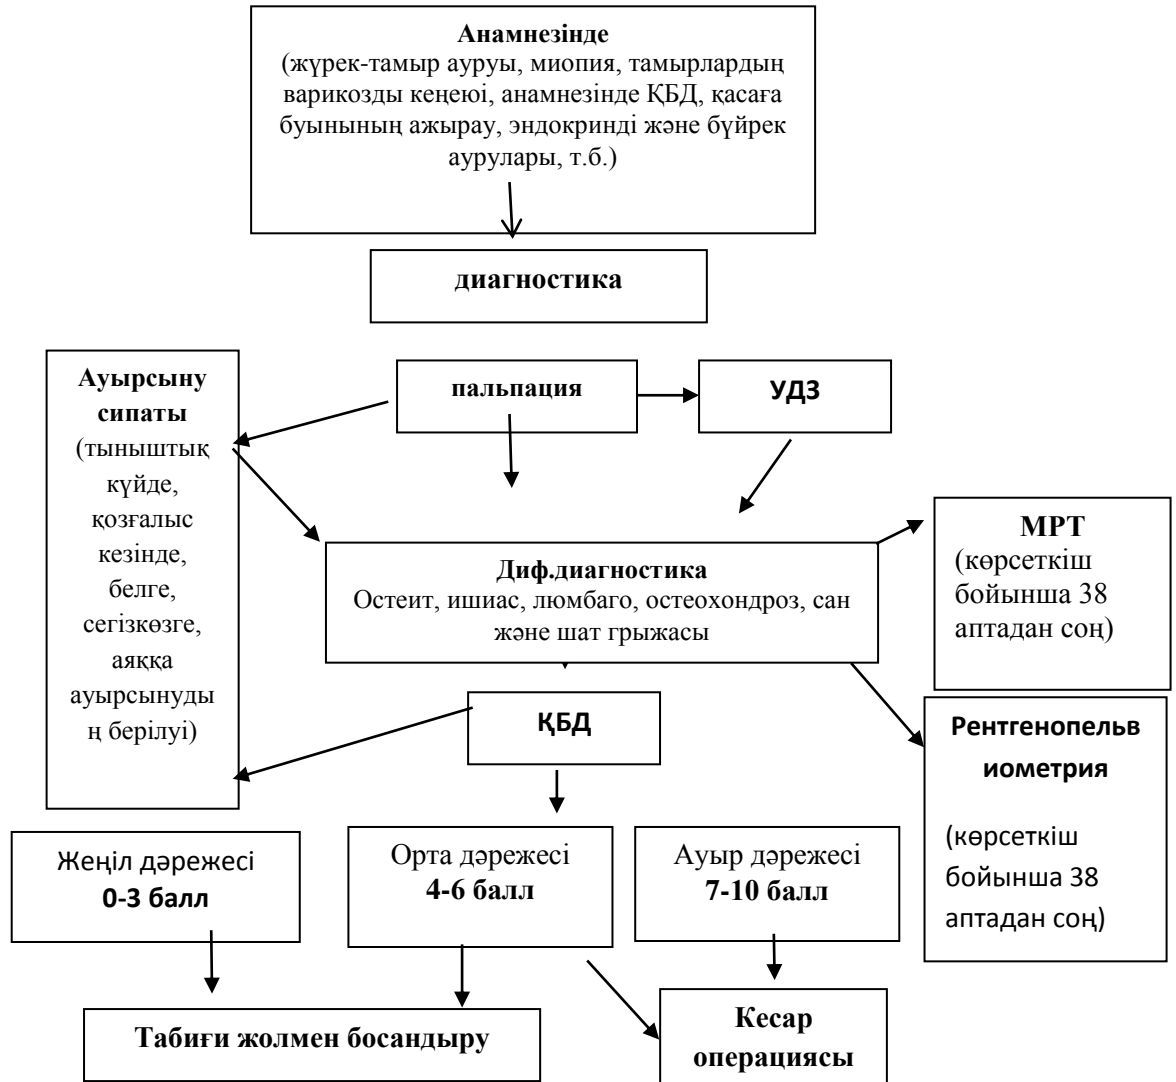 Анамнезінде
(жүрек-тамыр ауруы, миопия, тамырлардың
варикозды кеңеюі, анамнезінде ҚБД, қасаға
буынының ажырау, эндокринді және бүйрек
аурулары, т.б.)
диагностика
Ауырсыну
сипаты
(тыныштық
күйде,
қозғалыс
кезінде,
белге,
сегізкөзге,
аяққа
ауырсынуды
ң берілуі)
пальпация
УДЗ
Диф.диагностика
Остеит, ишиас, люмбаго, остеохондроз, сан
және шат грыжасы
МРТ
(көрсеткіш
бойынша 38
аптадан соң)
ҚБД
Рентгенопельв
иометрия
(көрсеткіш
бойынша 38
аптадан соң)
Жеңіл дәрежесі
0-3 балл
Орта дәрежесі
4-6 балл
Ауыр дәрежесі
7-10 балл
Табиғи жолмен босандыру
Кесар
операциясы